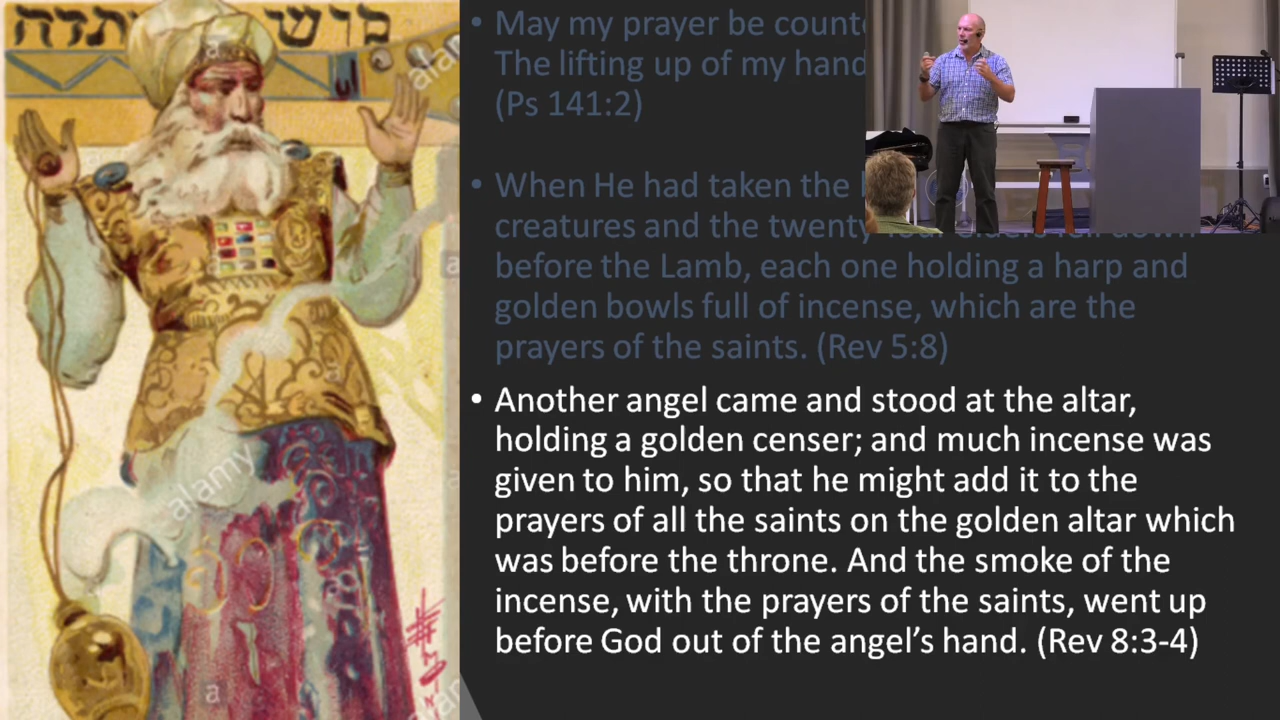 May my prayer be counte
The lifting up of my hand
(Ps 141:2)
When He had taken the
creatures and the twenty
before the Lamb, each one holding a harp and
golden bowls full of incense, which are the
prayers of the saints. (Rev 5:8)
Another angel came and stood at the altar,
holding a golden censer; and much incense was
given to him, so that he might add it to the
prayers of all the saints on the golden altar which
was before the throne. And the smoke of the
incense, with the prayers of the saints, went up
before God out of the angel’s hand. (Rev 8:3-4)
alamy
a